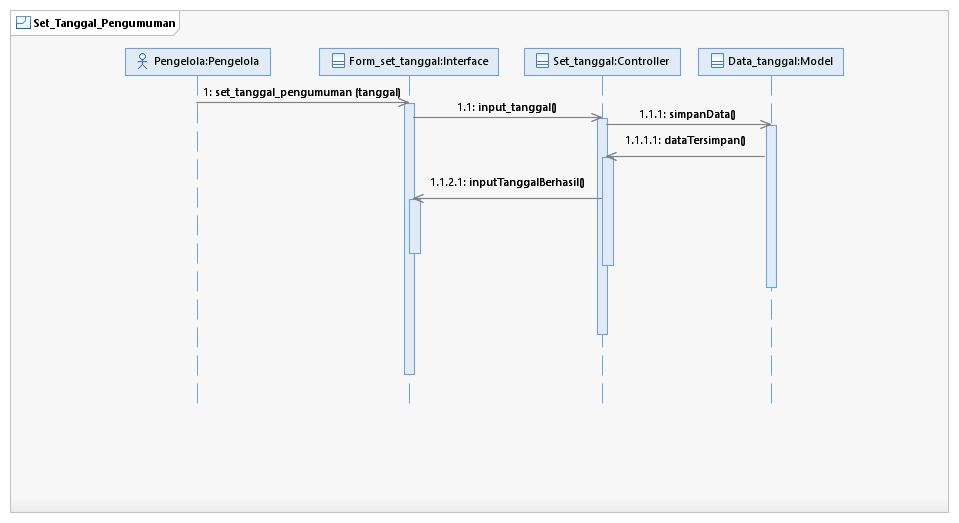 Set_Tanggal_Pengumuman
Pengelola:Pengelola
Form_set_tanggal:Interface
Set_tanggal:Controller
Data_tanggal:Model
1: set_tanggal_pengumuman (tanggal)
1.1: input_tanggal()
1.1.1: simpanData()
1.1.1.1: dataTersimpan()
1.1.2.1: inputTanggalBerhasil()